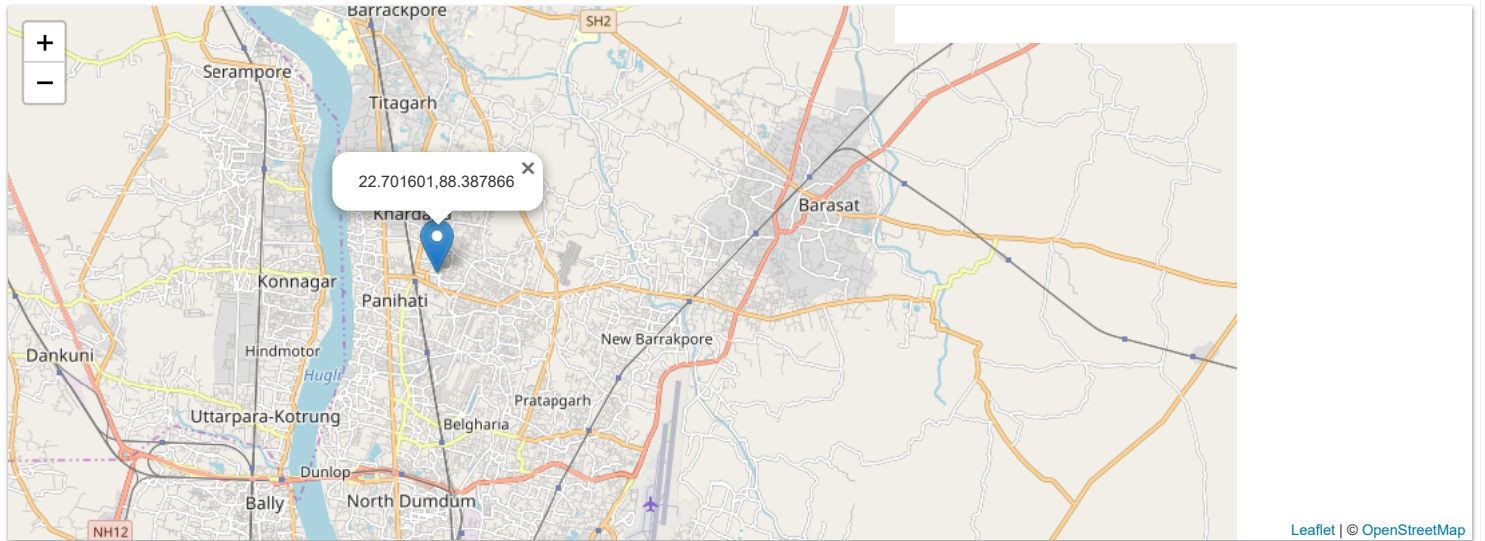 Barrackpore
SH2
+
−
Serampore
Titagarh
22.701601,88.387866 ×
Barasat
Konnagar
Panihati
New Barrakpore
Hindmotor
Dankuni
Hugli
Pratapgarh
Uttarpara-Kotrung
Belgharia
Dunlop
Bally
North Dumdum
NH12
Leaflet | © OpenStreetMap